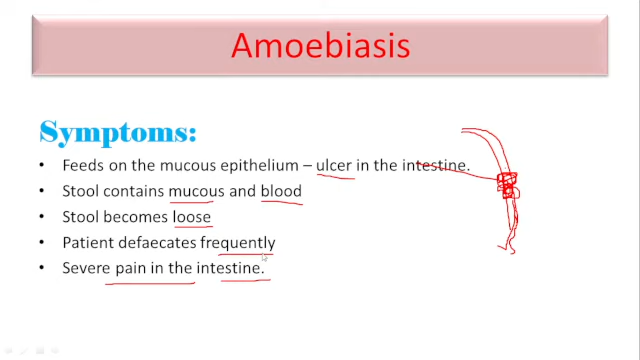 Amoebiasis
Symptoms:
• Feeds on the mucous epithelium – ulcer in the intestine.
• Stool contains mucous and blood
• Stool becomes loose
• Patient defaecates frequently
• Severe pain in the intestine.